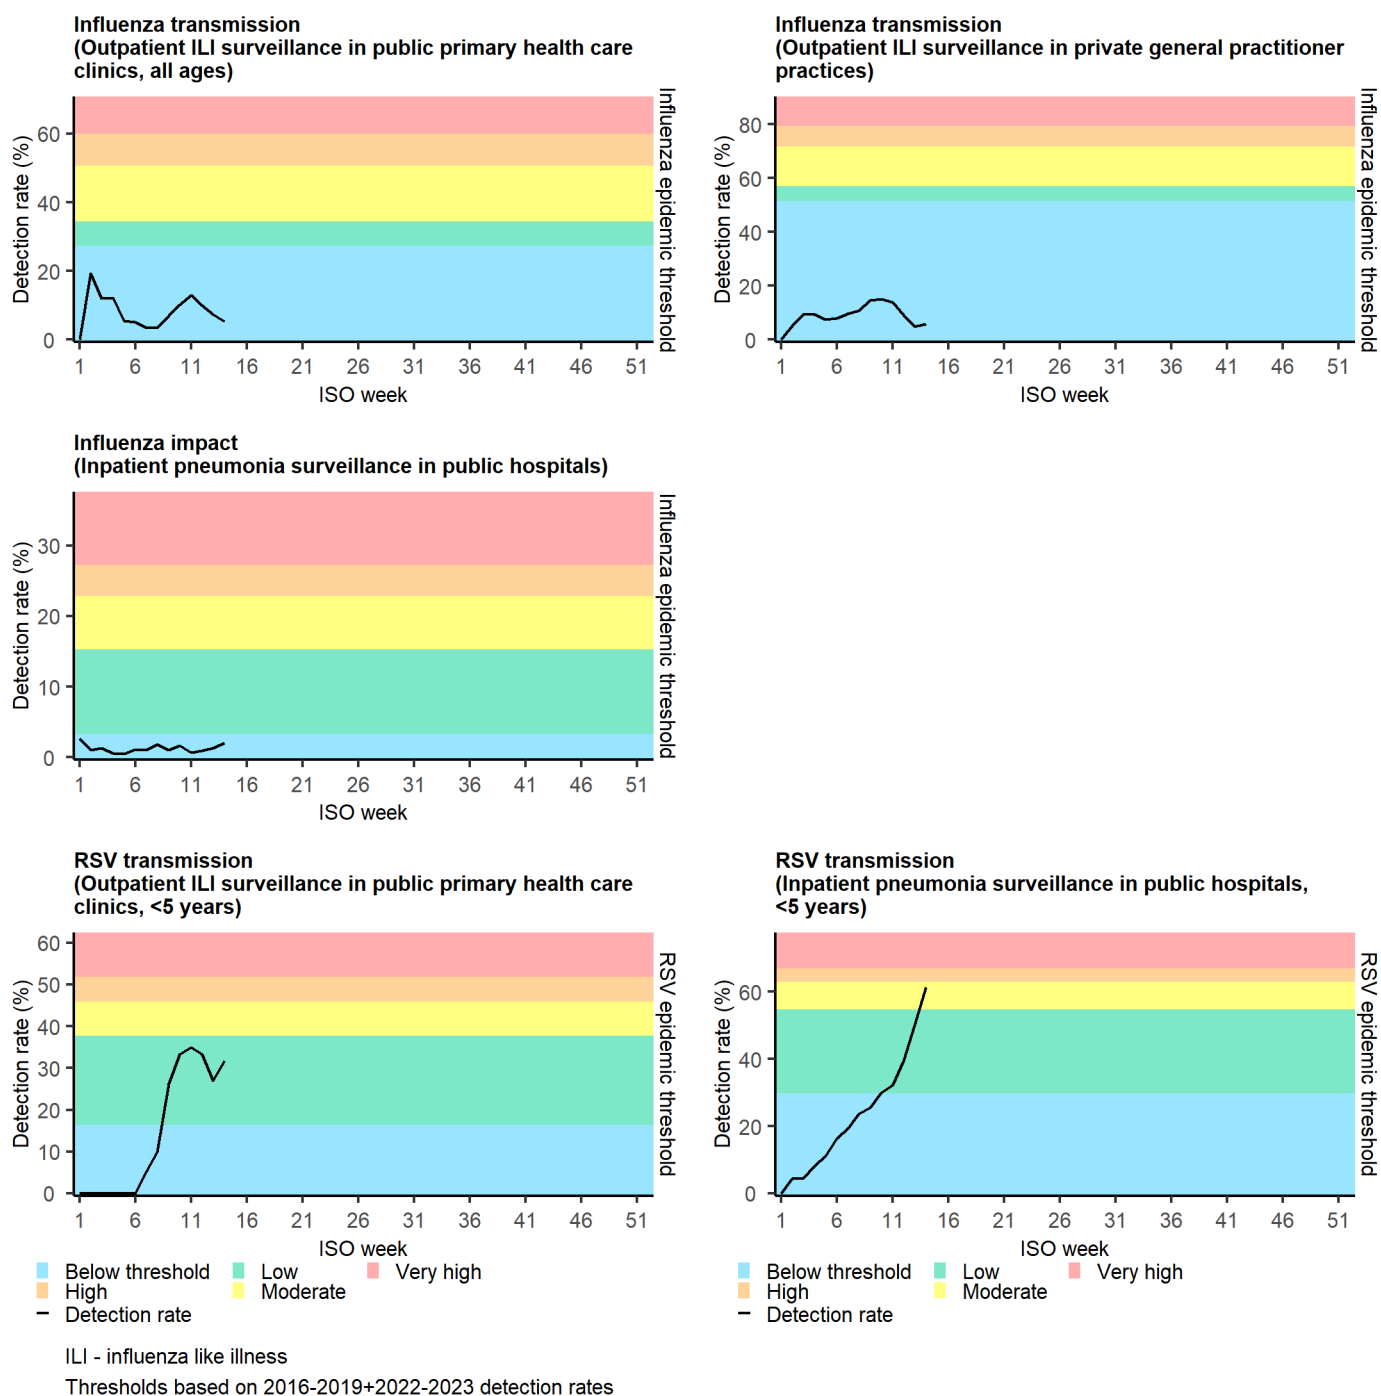 Influenza transmission
(Outpatient ILI surveillance in public primary health care
clinics, all ages)
Detection rate (%)
60
40
20
0
1 6 11 16 21 26 31 36 41 46 51
ISO week
Influenza epidemic threshold
Influenza transmission
(Outpatient ILI surveillance in private general practitioner
practices)
Detection rate (%)
80
60
40
20
0
1 6 11 16 21 26 31 36 41 46 51
ISO week
Influenza epidemic threshold
Influenza impact
(Inpatient pneumonia surveillance in public hospitals)
Detection rate (%)
30
20
10
0
1 6 11 16 21 26 31 36 41 46 51
ISO week
Influenza epidemic threshold
RSV transmission
(Outpatient ILI surveillance in public primary health care
clinics, <5 years)
Detection rate (%)
60
50
40
30
20
10
0
1 6 11 16 21 26 31 36 41 46 51
ISO week
RSV epidemic threshold
Below threshold Low Very high
High Moderate
Detection rate
RSV transmission
(Inpatient pneumonia surveillance in public hospitals,
<5 years)
Detection rate (%)
60
40
20
0
1 6 11 16 21 26 31 36 41 46 51
ISO week
RSV epidemic threshold
Below threshold Low Very high
High Moderate
Detection rate
ILI - influenza like illness
Thresholds based on 2016-2019+2022-2023 detection rates